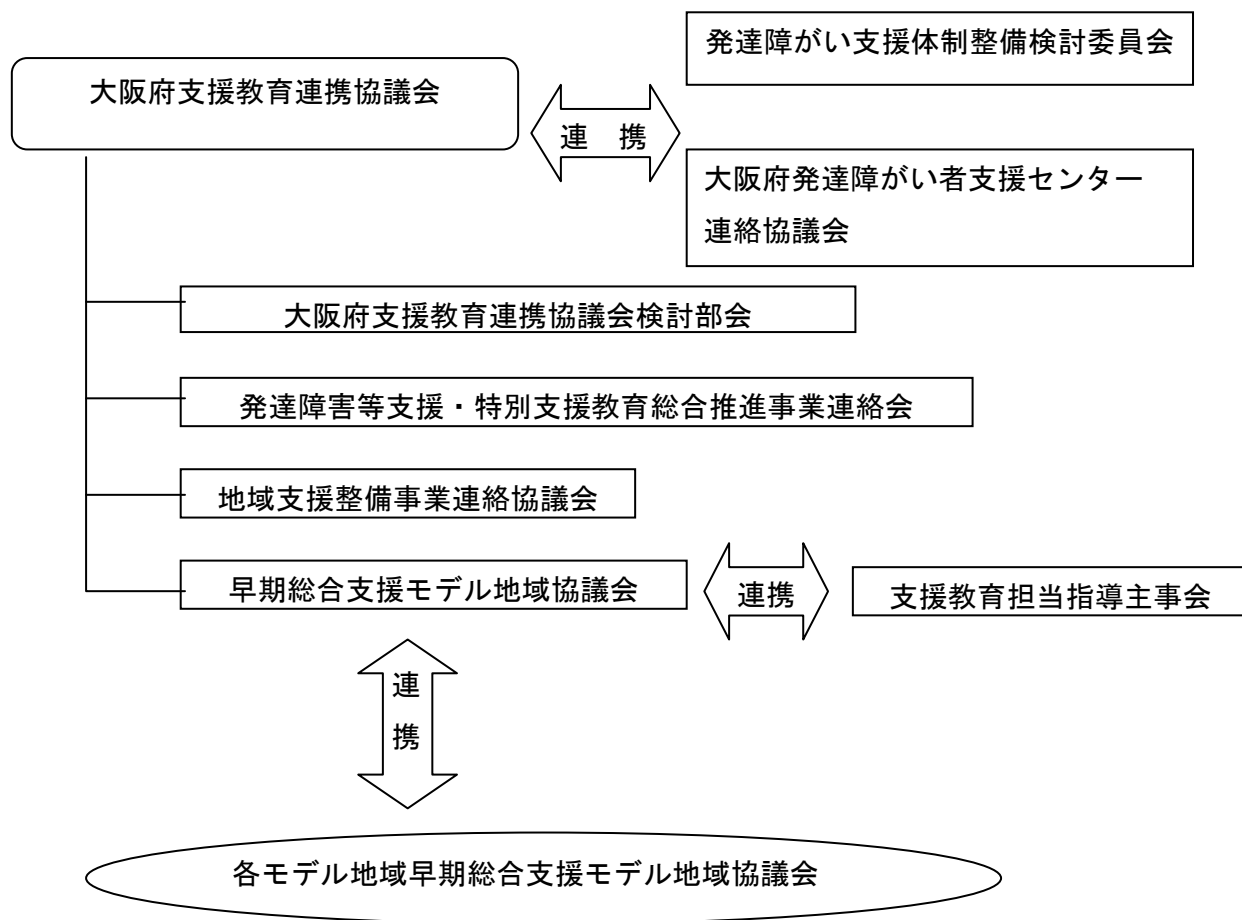 発達障がい支援体制整備検討委員会
大阪府支援教育連携協議会
連 携
大阪府発達障がい者支援センター
連絡協議会
大阪府支援教育連携協議会検討部会
発達障害等支援・特別支援教育総合推進事業連絡会
地域支援整備事業連絡協議会
早期総合支援モデル地域協議会
連携
支援教育担当指導主事会
連
携
各モデル地域早期総合支援モデル地域協議会